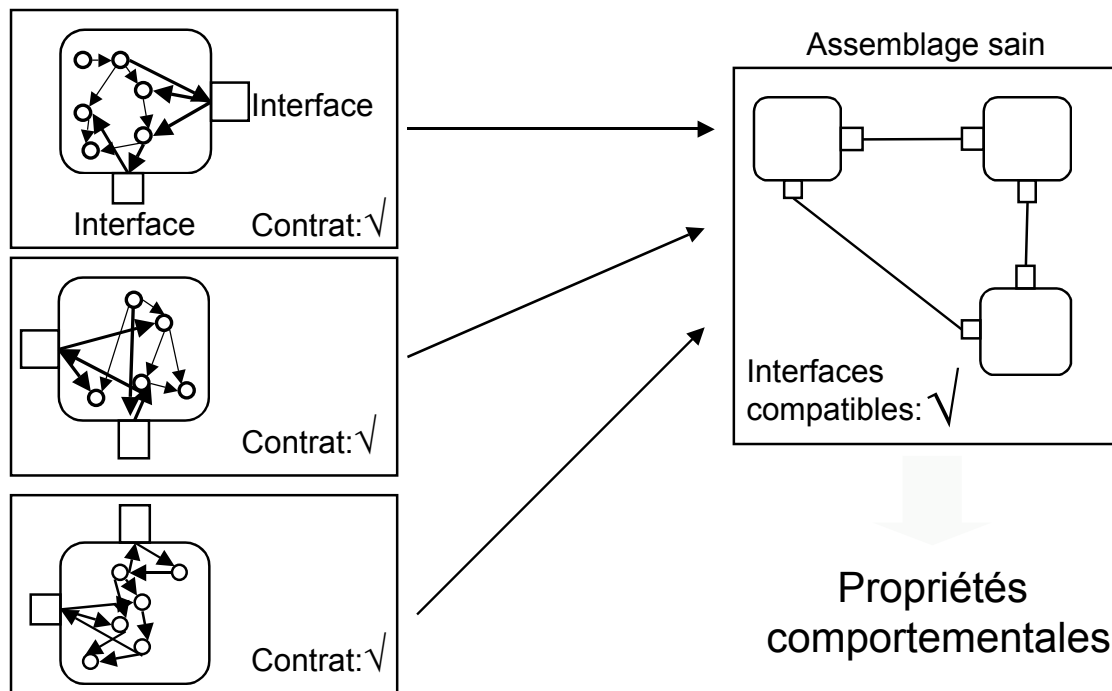 Interface
Interface
Contrat:√
Contrat:√
Contrat:√
Assemblage sain
Interfaces
compatibles:√
Propriétés
comportementales